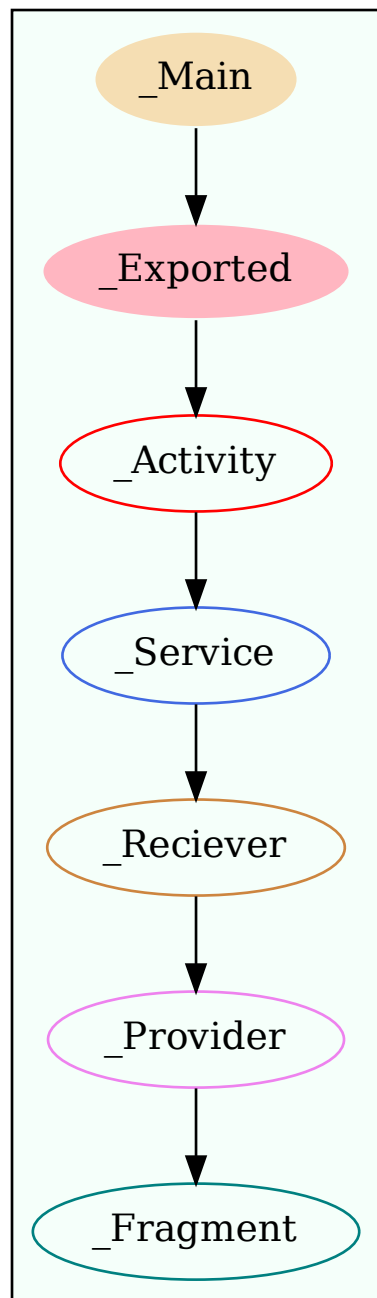 _Main
_Exported
_Activity
_Service
_Reciever
_Provider
_Fragment